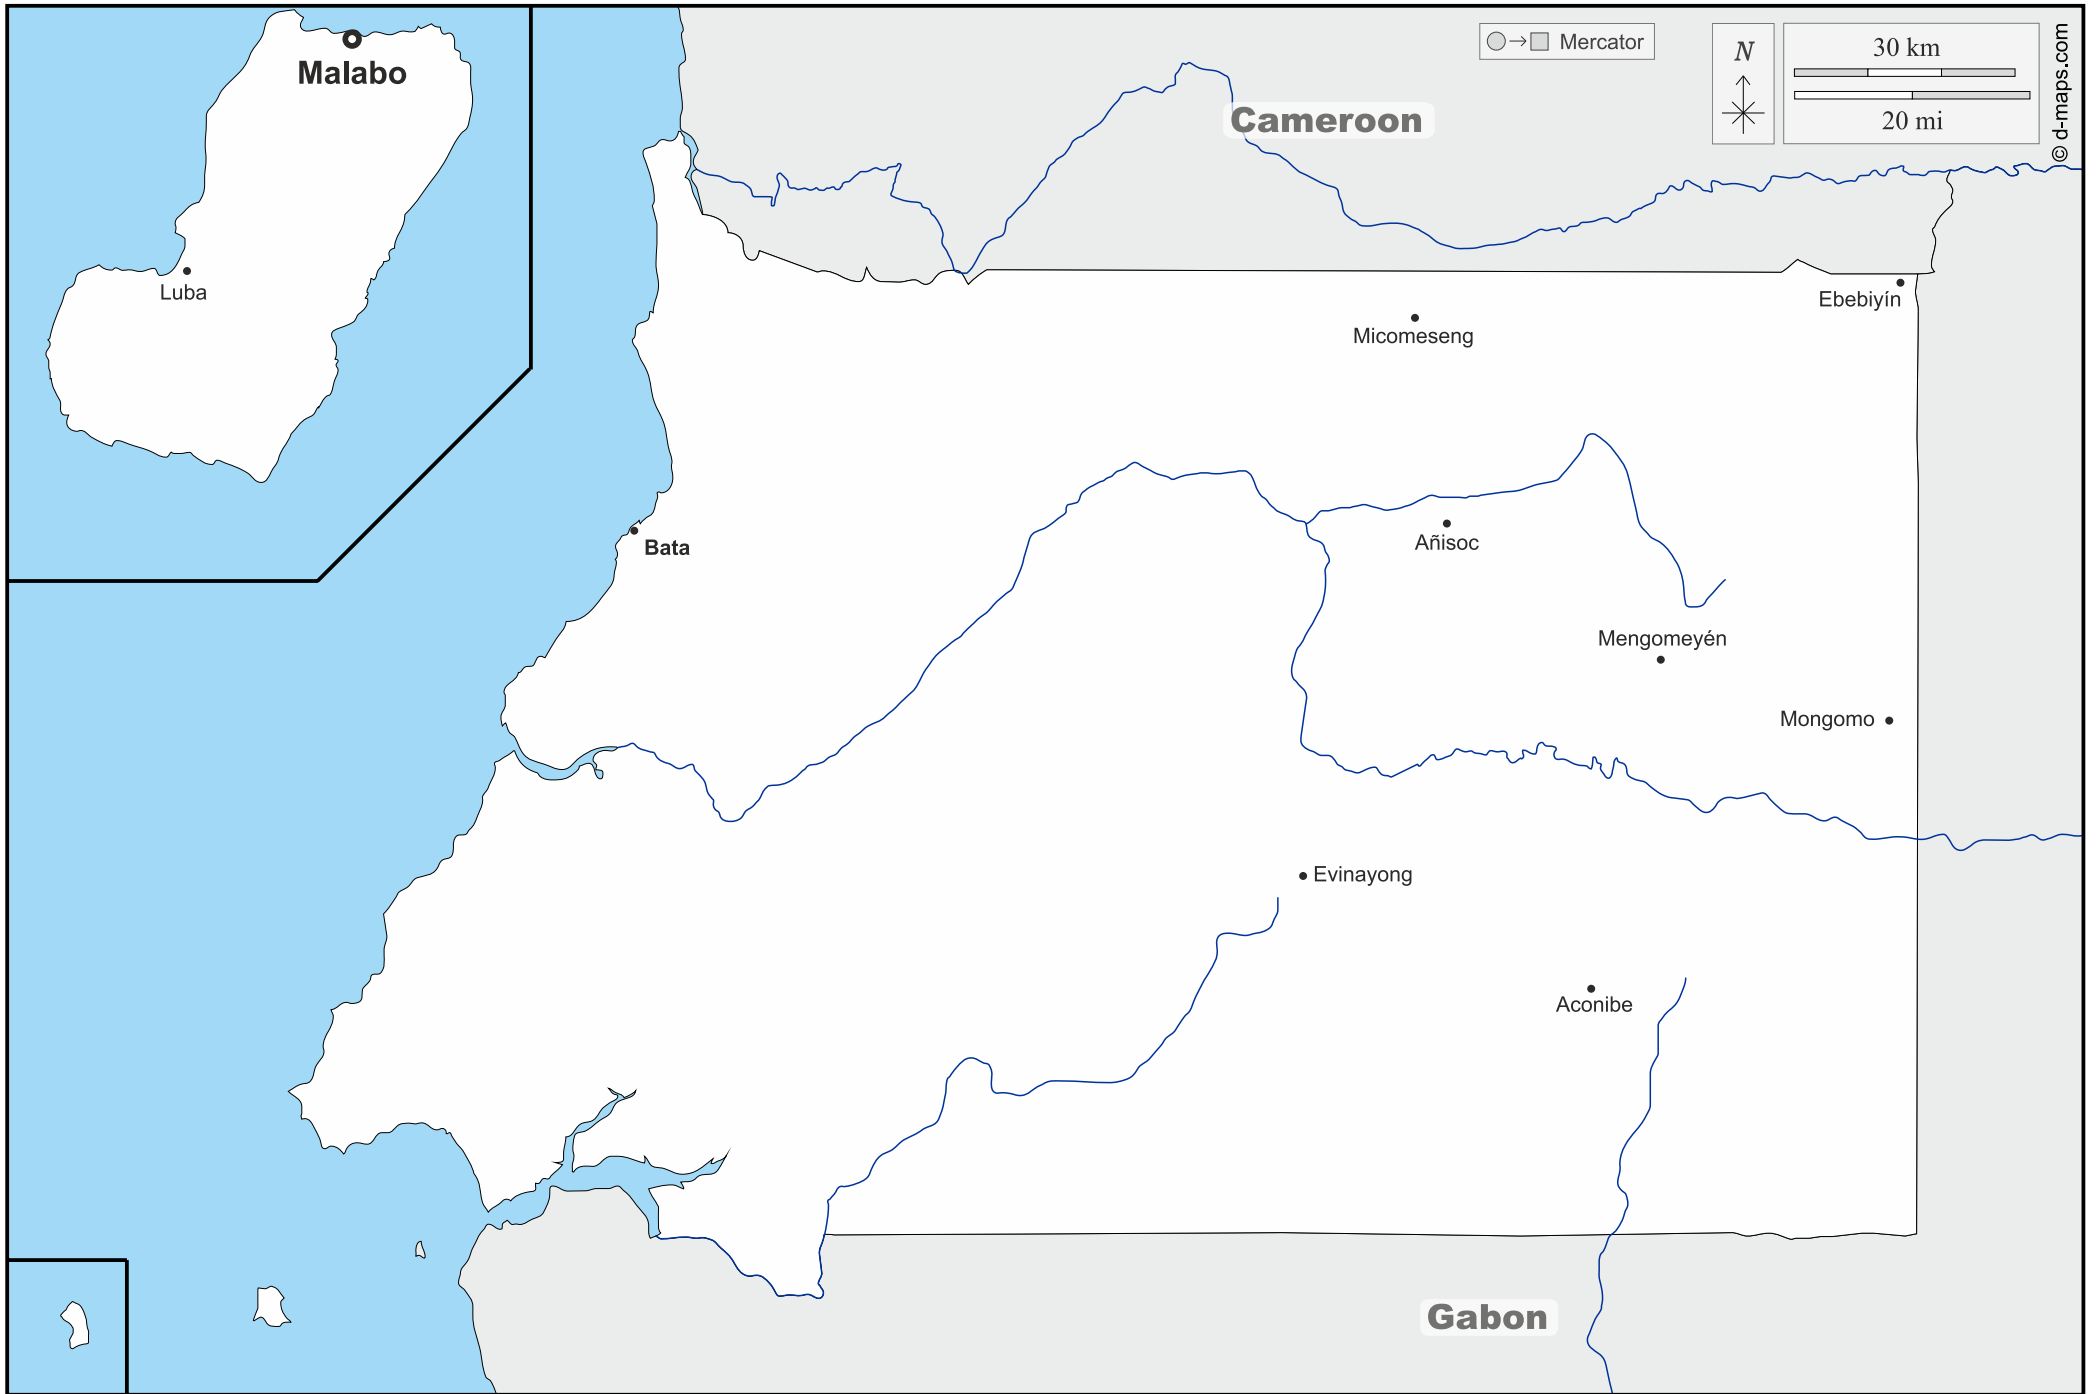 Malabo
Luba
Mercator
N
30 km
20 mi
© d-maps.com
Cameroon
Ebebiyín
Micomeseng
Bata
Añisoc
Mengomeyén
Mongomo
Evinayong
Aconibe
Gabon